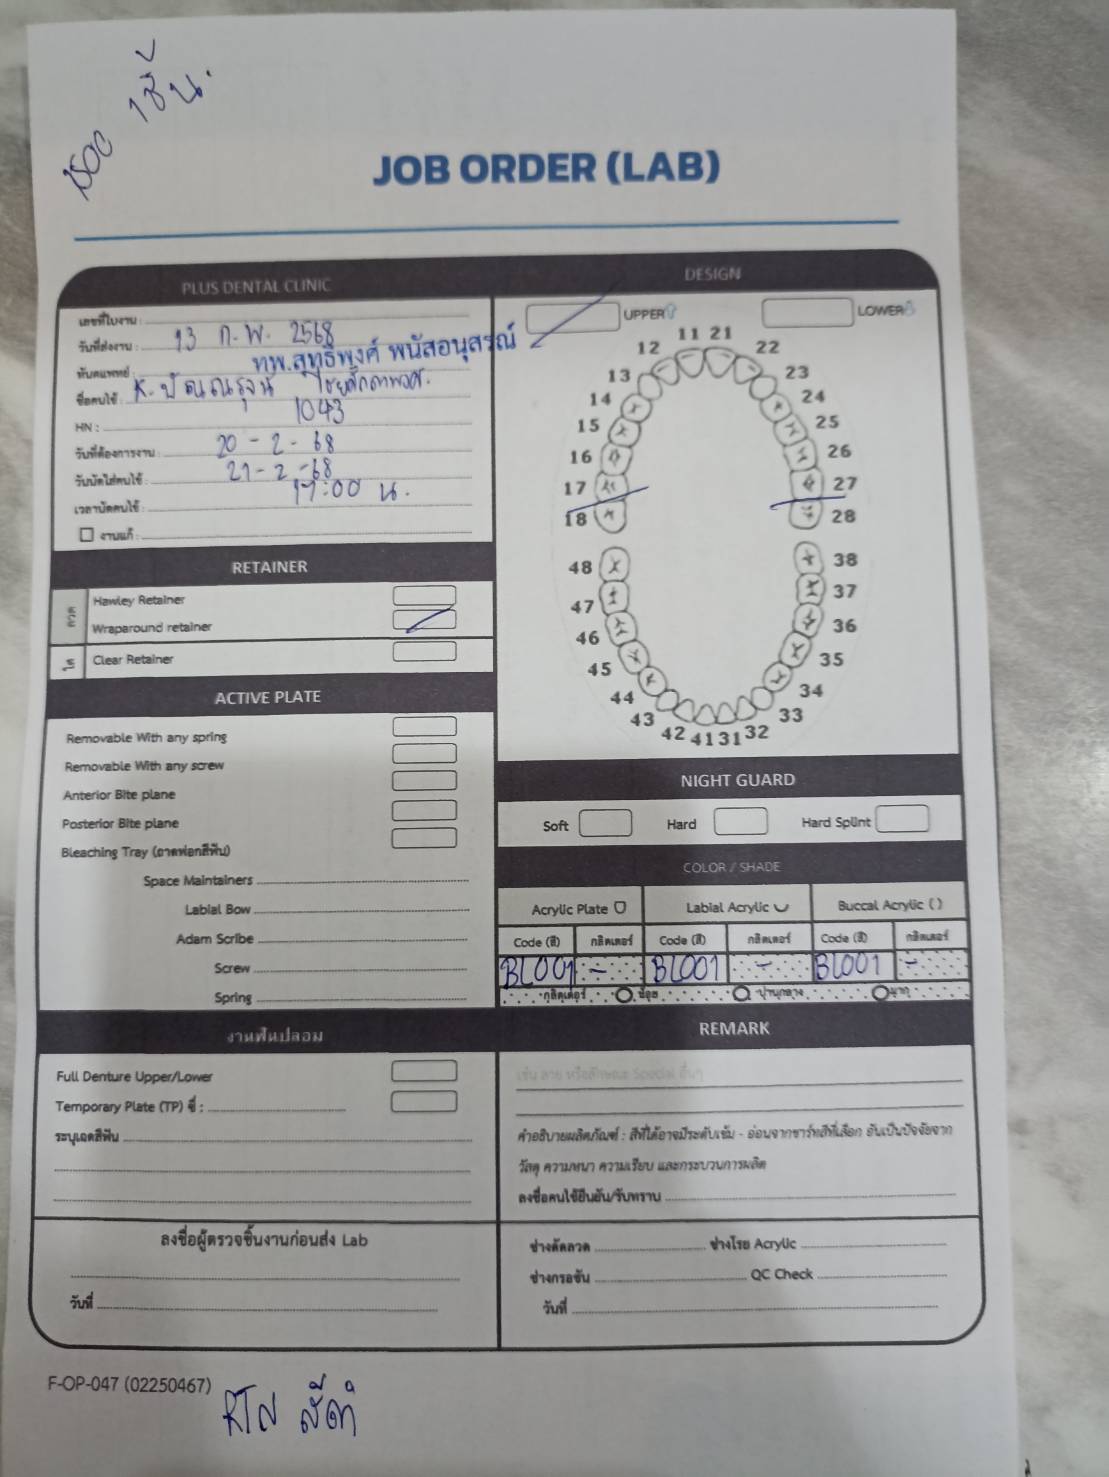 1 ชิ้น.
JOB ORDER (LAB)
PLUS DENTAL CLINIC
เลขที่ใบงาน :
วันที่ส่งงาน : 13 ก.พ. 2568
ทันตแพทย์ : ทพ.สุทธิพงศ์ พนัสอนุสรณ์
ชื่อคนไข้ : K.
HN : 1043
วันที่ต้องการงาน : 20 - 2 - 68
วันนัดใส่คนไข้ : 21 - 2 - 68
เวลานัดคนไข้ : 17:00 น.
งานแก้ :
DESIGN
UPPER
LOWER
11 21
12 22
13 23
14 24
15 25
16 26
17 27
18 28
48 38
47 37
46 36
45 35
44 34
43 33
42 41 31 32
RETAINER
ลวด
Hawley Retainer
Wraparound retainer
ใส
Clear Retainer
ACTIVE PLATE
Removable With any spring
Removable With any screw
Anterior Bite plane
Posterior Bite plane
Bleaching Tray (ถาดฟอกสีฟัน)
Space Maintainers
Labial Bow
Adam Scribe
Screw
Spring
NIGHT GUARD
Soft Hard Hard Splint
COLOR / SHADE
Acrylic Plate Labial Acrylic Buccal Acrylic ( )
Code (สี) กลิตเตอร์ Code (สี) กลิตเตอร์ Code (สี) กลิตเตอร์
BL001 - BL001 - BL001 -
กลิตเตอร์ น้อย ปานกลาง มาก
งานฟันปลอม
Full Denture Upper/Lower
Temporary Plate (TP) ซี่ :
ระบุเฉดสีฟัน
REMARK
เช่น ลาย หรือลักษณะ Special อื่นๆ
คำอธิบายผลิตภัณฑ์ : สีที่ได้อาจมีระดับเข้ม - อ่อนจากชาร์ทสีที่เลือก อันเป็นปัจจัยจาก
วัสดุ ความหนา ความเรียบ และกระบวนการผลิต
ลงชื่อคนไข้ยืนยัน/รับทราบ
ลงชื่อผู้ตรวจชิ้นงานก่อนส่ง Lab
วันที่
ช่างดัดลวด ช่างโรย Acrylic
ช่างกรอขัน QC Check
วันที่
F-OP-047 (02250467)